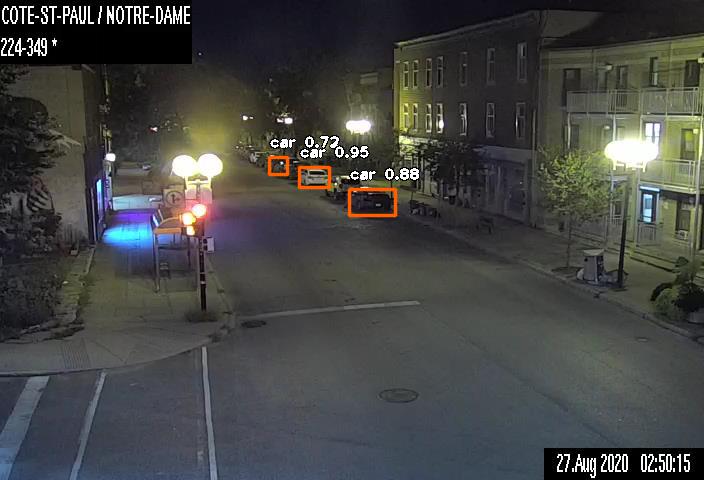 COTE-ST-PAUL / NOTRE-DAME
224-349 *
car 0.72
car 0.95
car 0.88
27.Aug 2020 02:50:15